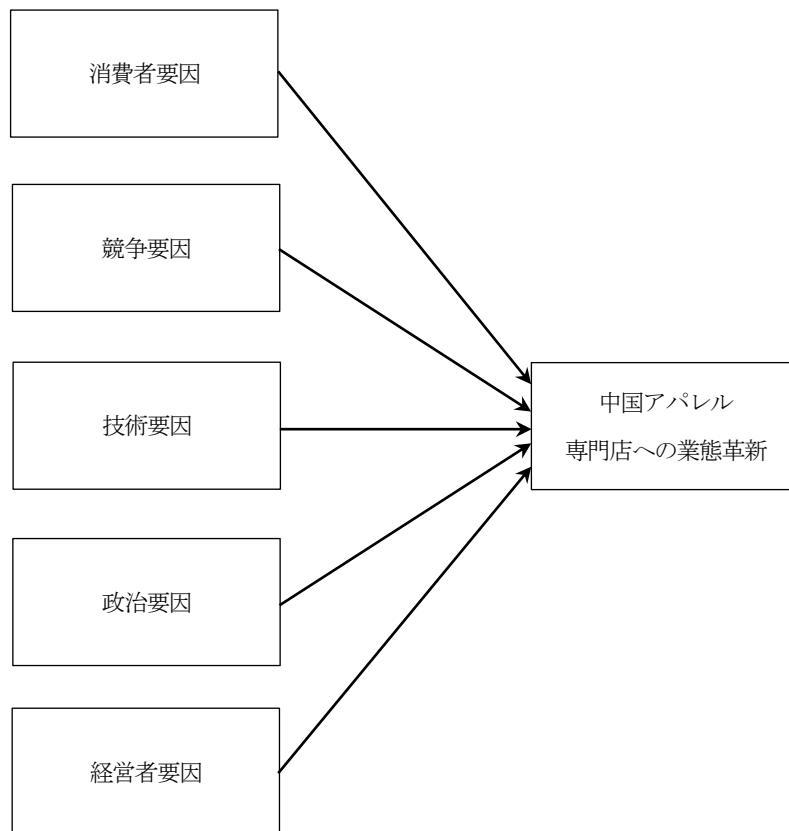 消費者要因
競争要因
技術要因
中国アパレル
専門店への業態革新
政治要因
経営者要因